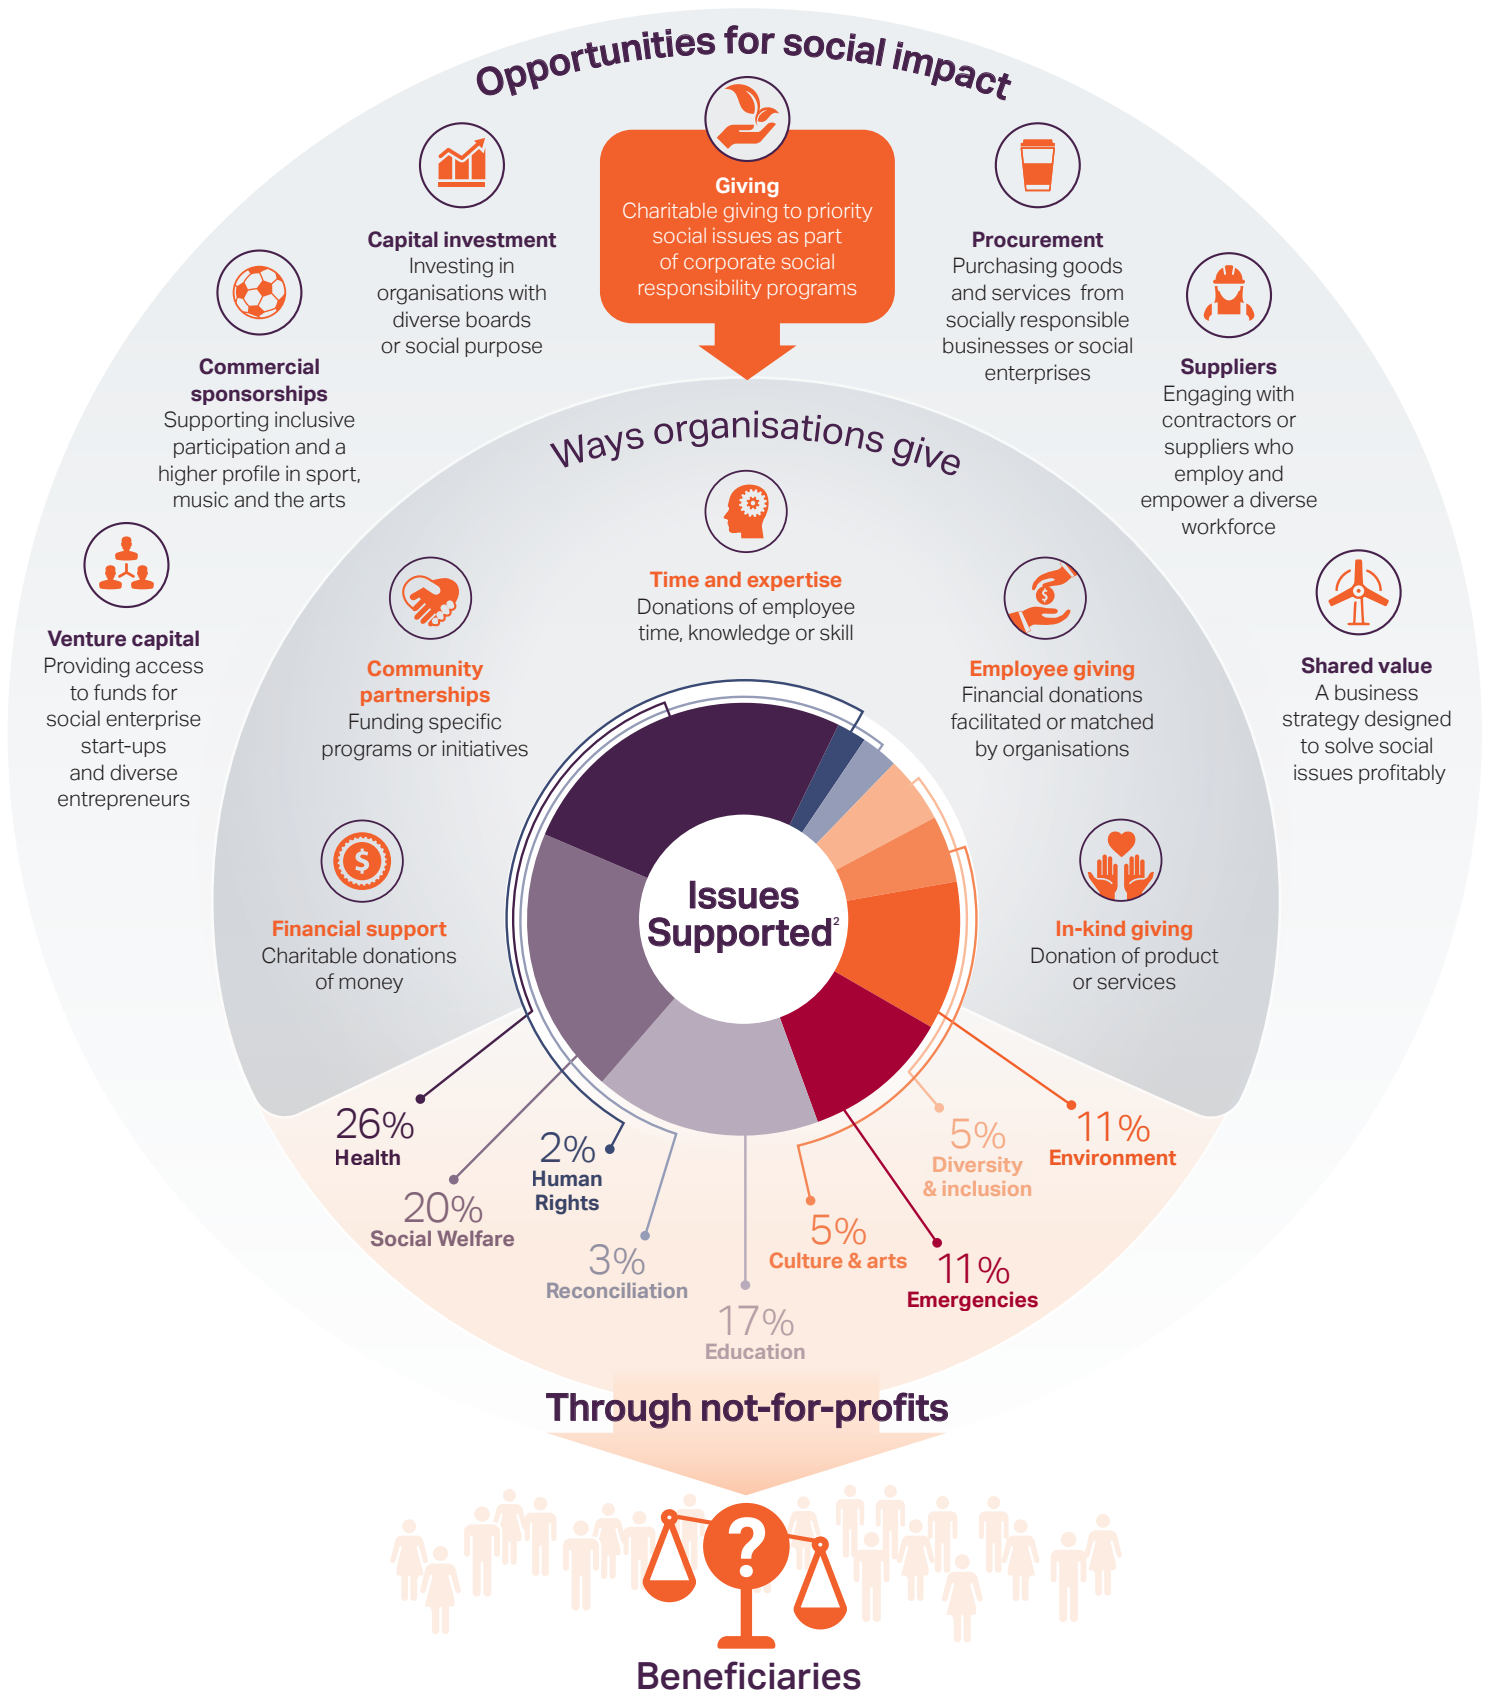 Opportunities for social impact
Giving
Charitable giving to priority
social issues as part
of corporate social
responsibility programs
Capital investment
Investing in
organisations with
diverse boards
or social purpose
Procurement
Purchasing goods
and services from
socially responsible
businesses or social
enterprises
Commercial
sponsorships
Supporting inclusive
participation and a
higher profile in sport,
music and the arts
Suppliers
Engaging with
contractors or
suppliers who
employ and
empower a diverse
workforce
Venture capital
Providing access
to funds for
social enterprise
start-ups
and diverse
entrepreneurs
Shared value
A business
strategy designed
to solve social
issues profitably
Ways organisations give
Time and expertise
Donations of employee
time, knowledge or skill
Community
partnerships
Funding specific
programs or initiatives
Employee giving
$
Financial donations
facilitated or matched
by organisations
$
Financial support
Charitable donations
of money
In-kind giving
Donation of product
or services
Issues
Supported²
26%
Health
20%
Social Welfare
2%
Human
Rights
3%
Reconciliation
17%
Education
5%
Culture & arts
11%
Emergencies
5%
Diversity
& inclusion
11%
Environment
Through not-for-profits
?
Beneficiaries